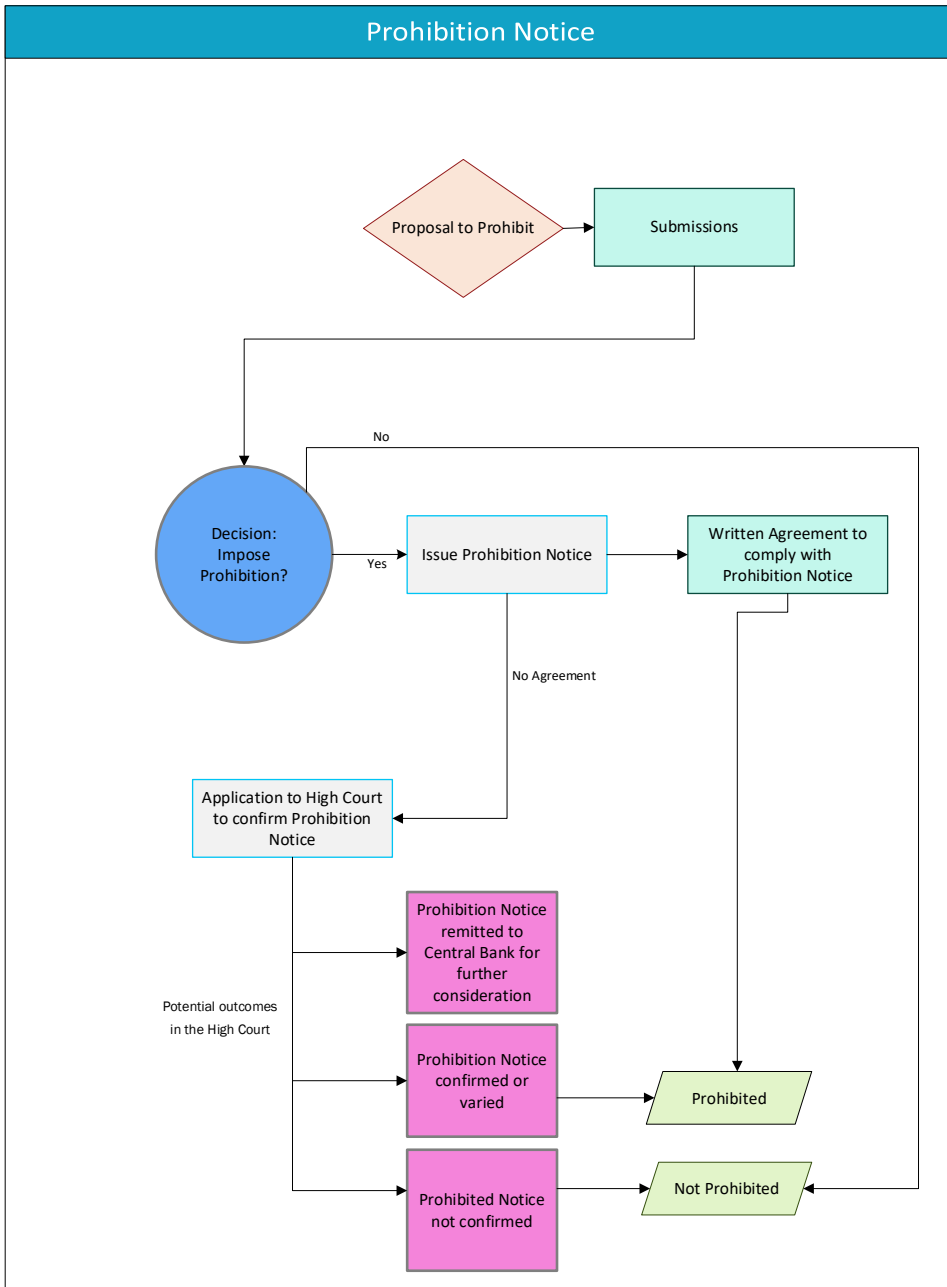 Prohibition Notice
Proposal to Prohibit
Submissions
No
Decision:
Impose
Prohibition?
Yes
Issue Prohibition Notice
Written Agreement to
comply with
Prohibition Notice
No Agreement
Application to High Court
to confirm Prohibition
Notice
Prohibition Notice
remitted to
Central Bank for
further
consideration
Potential outcomes
in the High Court
Prohibition Notice
confirmed or
varied
Prohibited
Prohibited Notice
not confirmed
Not Prohibited